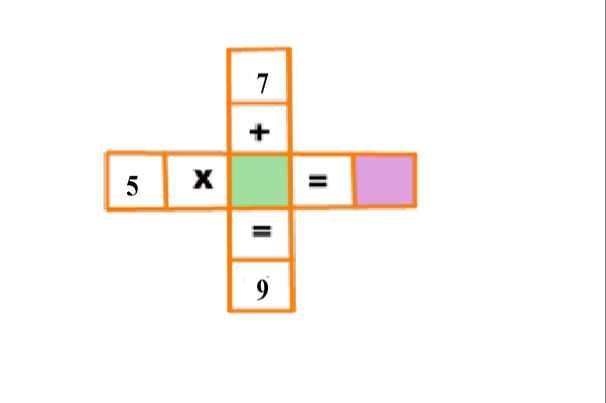 7
+
5 x =
=
9